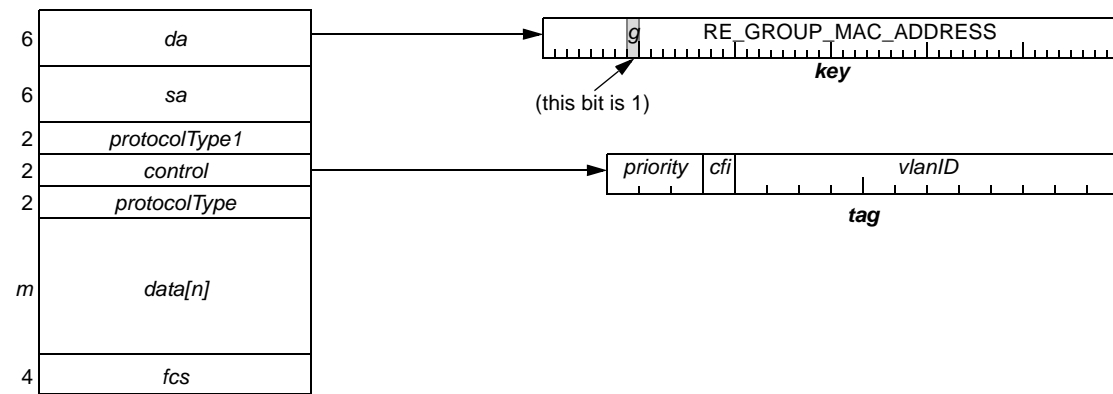 6 da
g RE_GROUP_MAC_ADDRESS
key
(this bit is 1)
6 sa
2 protocolType1
2 control
priority cfi vlanID
tag
2 protocolType
m data[n]
4 fcs